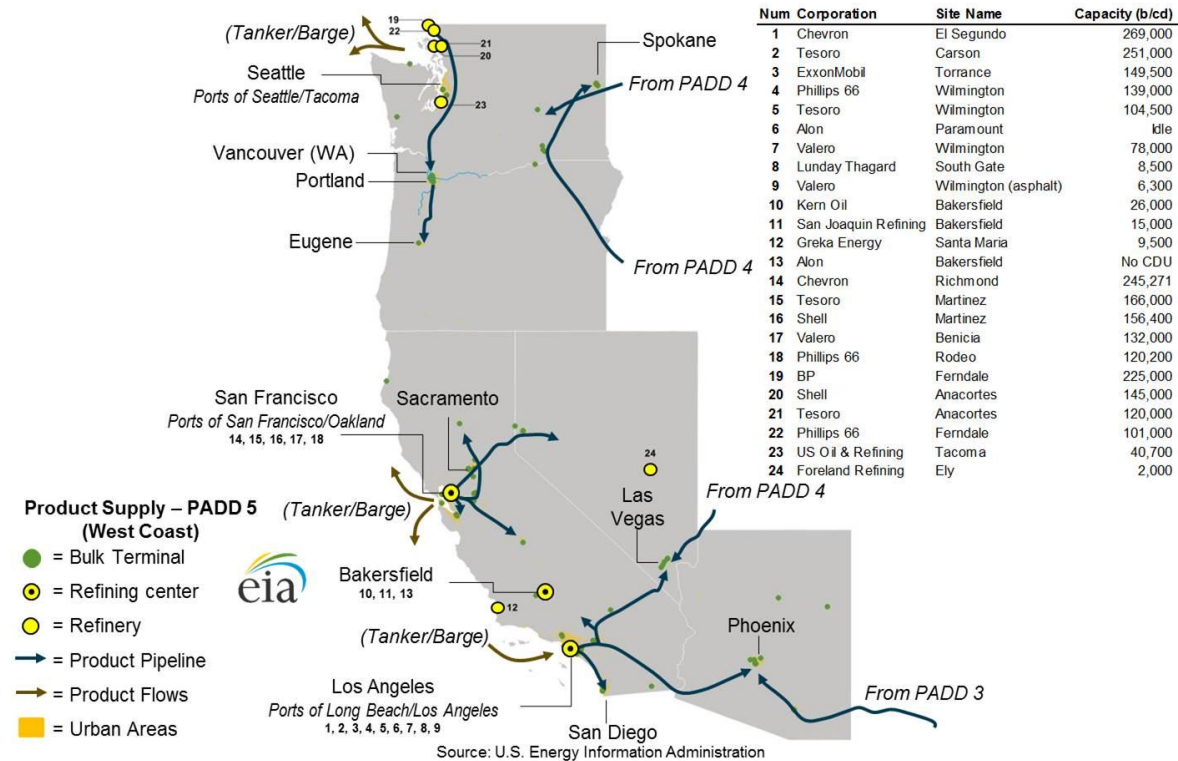 19
22
(Tanker/Barge)
21
20
Seattle
Ports of Seattle/Tacoma
23
Spokane
From PADD 4
Vancouver (WA)
Portland
Eugene
From PADD 4
Num Corporation Site Name Capacity (b/cd)
1 Chevron El Segundo 269,000
2 Tesoro Carson 251,000
3 ExxonMobil Torrance 149,500
4 Phillips 66 Wilmington 139,000
5 Tesoro Wilmington 104,500
6 Alon Paramount Idle
7 Valero Wilmington 78,000
8 Lunday Thagard South Gate 8,500
9 Valero Wilmington (asphalt) 6,300
10 Kern Oil Bakersfield 26,000
11 San Joaquin Refining Bakersfield 15,000
12 Greka Energy Santa Maria 9,500
13 Alon Bakersfield No CDU
14 Chevron Richmond 245,271
15 Tesoro Martinez 166,000
16 Shell Martinez 156,400
17 Valero Benicia 132,000
18 Phillips 66 Rodeo 120,200
19 BP Ferndale 225,000
20 Shell Anacortes 145,000
21 Tesoro Anacortes 120,000
22 Phillips 66 Ferndale 101,000
23 US Oil & Refining Tacoma 40,700
24 Foreland Refining Ely 2,000
San Francisco
Ports of San Francisco/Oakland
14, 15, 16, 17, 18
Sacramento
24
Las
Vegas
From PADD 4
(Tanker/Barge)
Bakersfield
10, 11, 13
12
(Tanker/Barge)
Los Angeles
Ports of Long Beach/Los Angeles
1, 2, 3, 4, 5, 6, 7, 8, 9
San Diego
Phoenix
From PADD 3
Product Supply – PADD 5
(West Coast)
= Bulk Terminal
= Refining center
= Refinery
= Product Pipeline
= Product Flows
= Urban Areas
eia
Source: U.S. Energy Information Administration